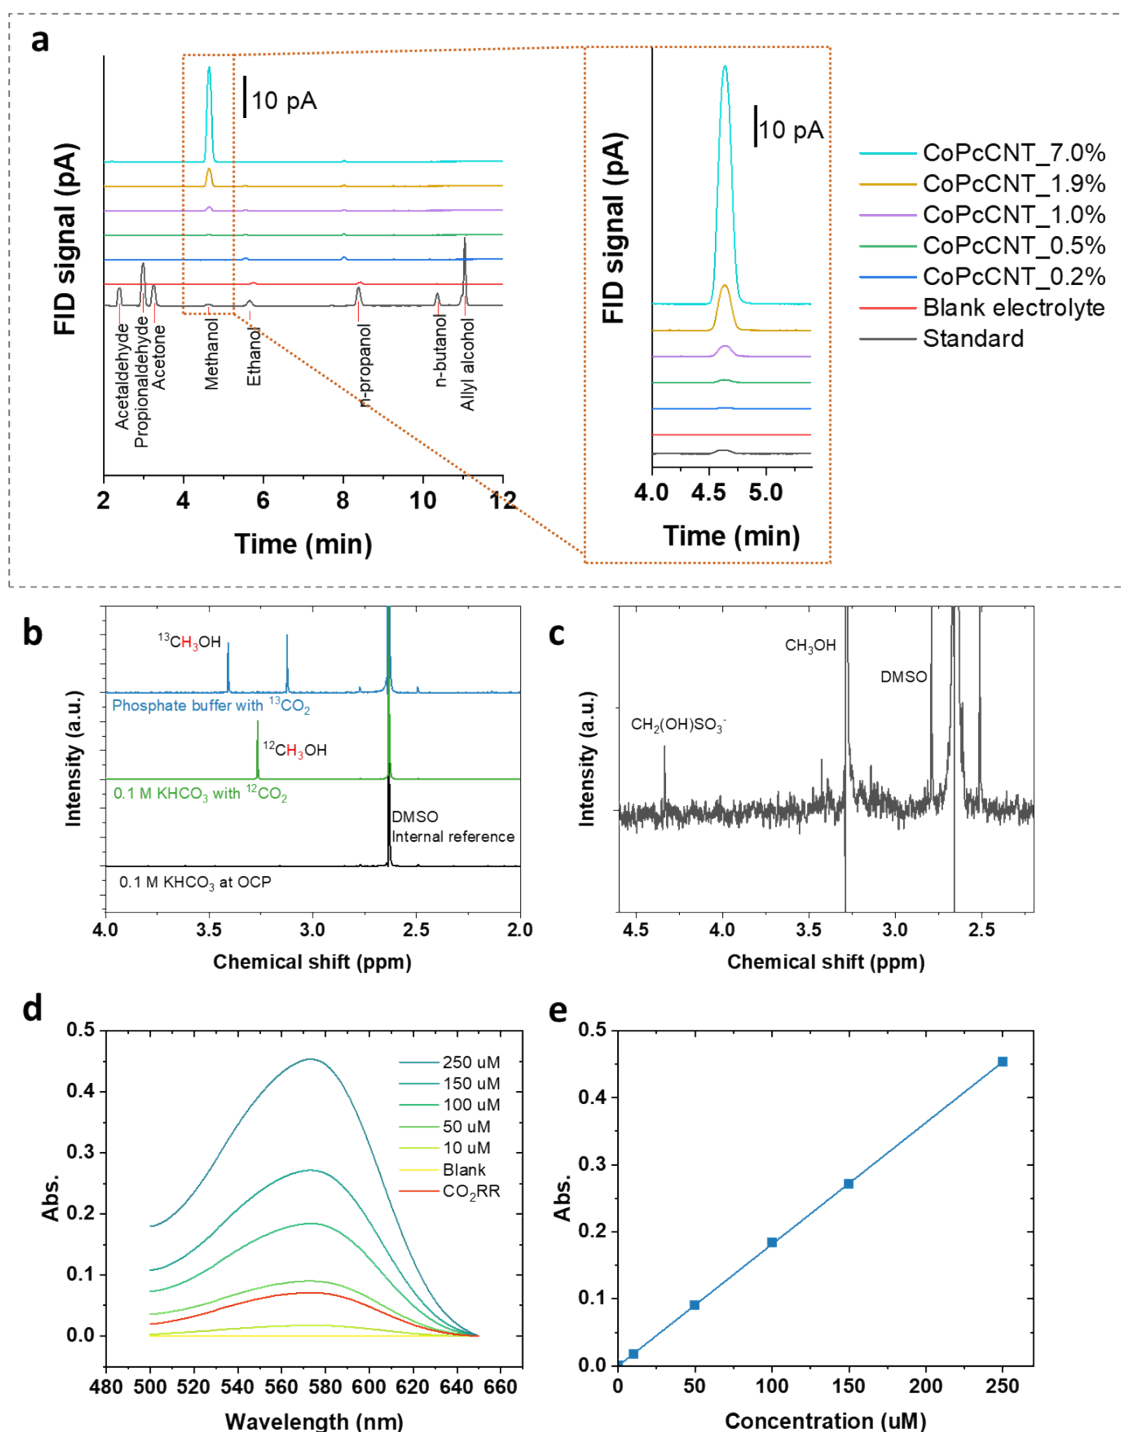 a
FID signal (pA)
10 pA
Acetaldehyde
Propionaldehyde
Acetone
Methanol
Ethanol
n-propanol
n-butanol
Allyl alcohol
2 4 6 8 10 12
Time (min)
FID signal (pA)
10 pA
4.0 4.5 5.0
Time (min)
CoPcCNT_7.0%
CoPcCNT_1.9%
CoPcCNT_1.0%
CoPcCNT_0.5%
CoPcCNT_0.2%
Blank electrolyte
Standard
b
Intensity (a.u.)
¹³CH₃OH
Phosphate buffer with ¹³CO₂
¹²CH₃OH
0.1 M KHCO₃ with ¹²CO₂
DMSO
Internal reference
0.1 M KHCO₃ at OCP
4.0 3.5 3.0 2.5 2.0
Chemical shift (ppm)
c
Intensity (a.u.)
CH₃OH
DMSO
CH₂(OH)SO₃⁻
4.5 4.0 3.5 3.0 2.5
Chemical shift (ppm)
d
Abs.
0.5
0.4
0.3
0.2
0.1
0.0
250 uM
150 uM
100 uM
50 uM
10 uM
Blank
CO₂RR
480 500 520 540 560 580 600 620 640 660
Wavelength (nm)
e
Abs.
0.5
0.4
0.3
0.2
0.1
0.0
0 50 100 150 200 250
Concentration (uM)